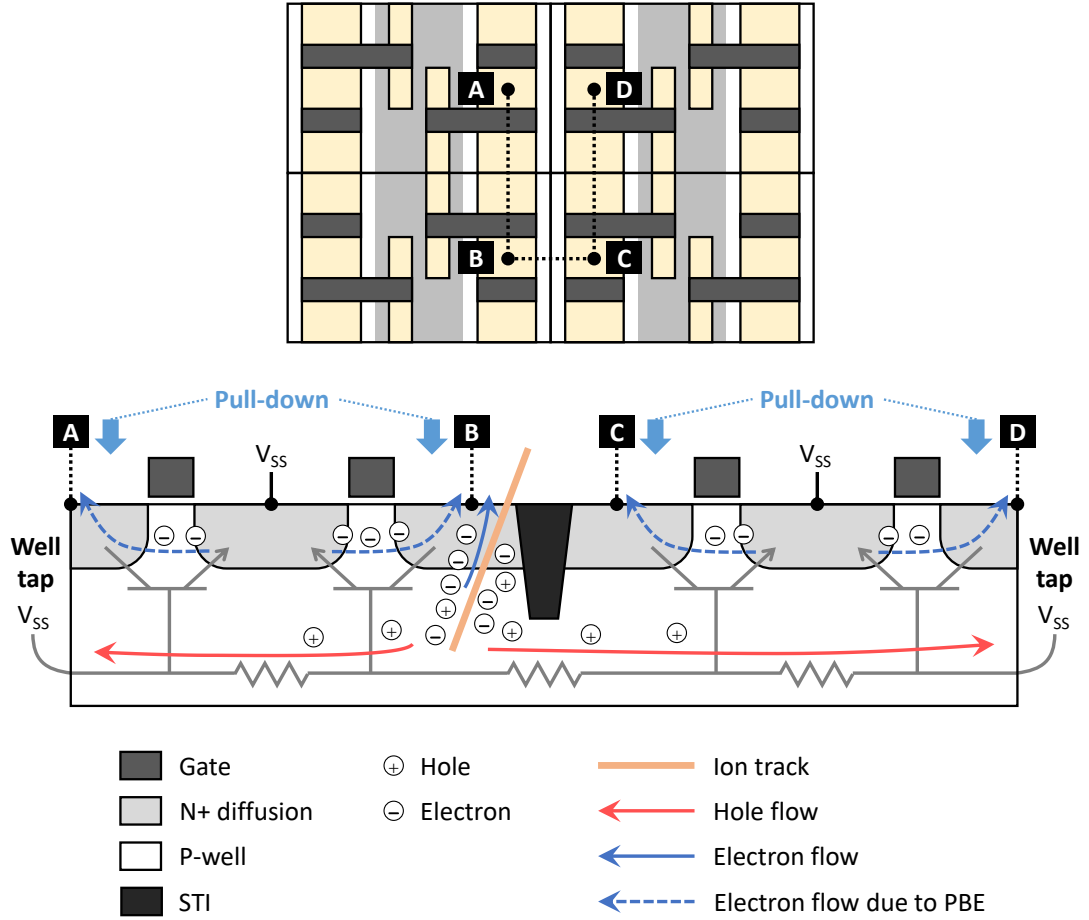 A
D
B
C
Pull-down
Pull-down
A
B
C
D
VSS
VSS
Well
tap
VSS
Well
tap
VSS
Gate
N+ diffusion
P-well
STI
Hole
Electron
Ion track
Hole flow
Electron flow
Electron flow due to PBE